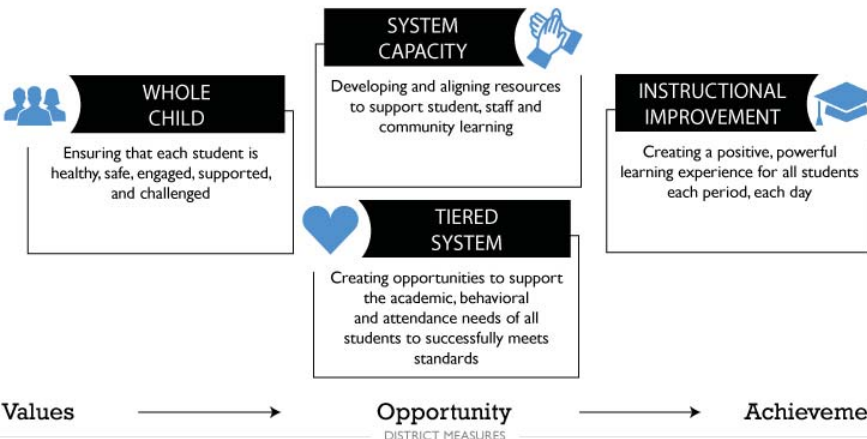 SYSTEM
CAPACITY
Developing and aligning resources
to support student, staff and
community learning
WHOLE
CHILD
Ensuring that each student is
healthy, safe, engaged, supported,
and challenged
INSTRUCTIONAL
IMPROVEMENT
Creating a positive, powerful
learning experience for all students
each period, each day
TIERED
SYSTEM
Creating opportunities to support
the academic, behavioral
and attendance needs of all
students to successfully meets
standards
Values
Opportunity
Achieveme
DISTRICT MEASURES